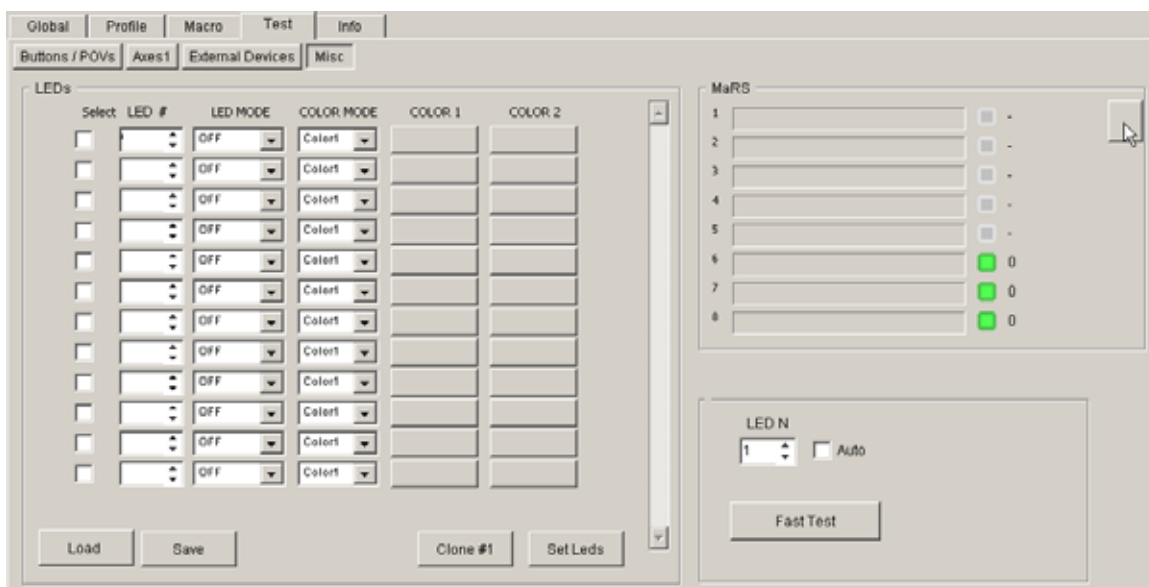 Global Profile Macro Test Info
Buttons / POVs Axes1 External Devices Misc
LEDs
Select LED # LED MODE COLOR MODE COLOR 1 COLOR 2
OFF Color1
OFF Color1
OFF Color1
OFF Color1
OFF Color1
OFF Color1
OFF Color1
OFF Color1
OFF Color1
OFF Color1
OFF Color1
OFF Color1
Load Save Clone #1 Set Leds
MaRS
1 -
2 -
3 -
4 -
5 -
6 0
7 0
8 0
LED N
1 Auto
Fast Test